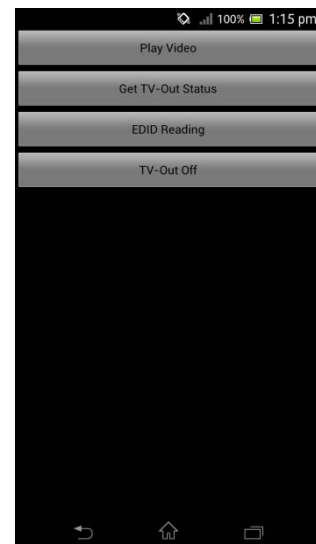 100% 1:15 pm
Play Video
Get TV-Out Status
EDID Reading
TV-Out Off